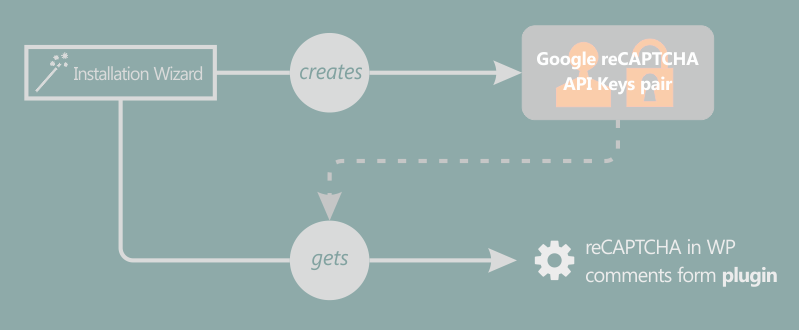 Installation Wizard
creates
Google reCAPTCHA
API Keys pair
gets
reCAPTCHA in WP
comments form plugin